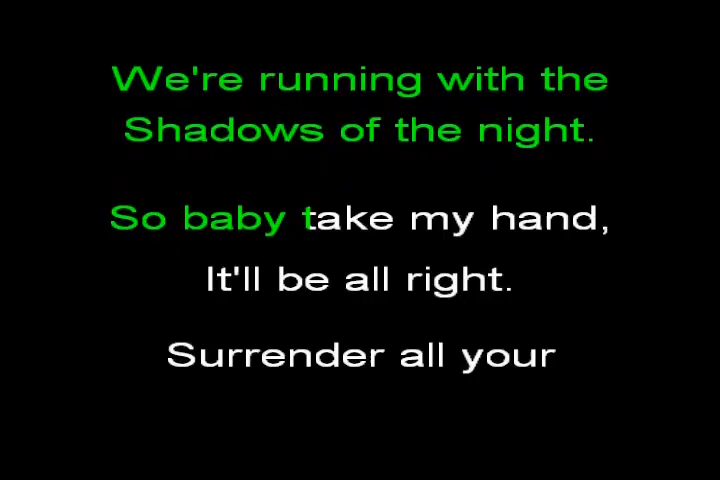 We're running with the
Shadows of the night.
So baby take my hand,
It'll be all right.
Surrender all your